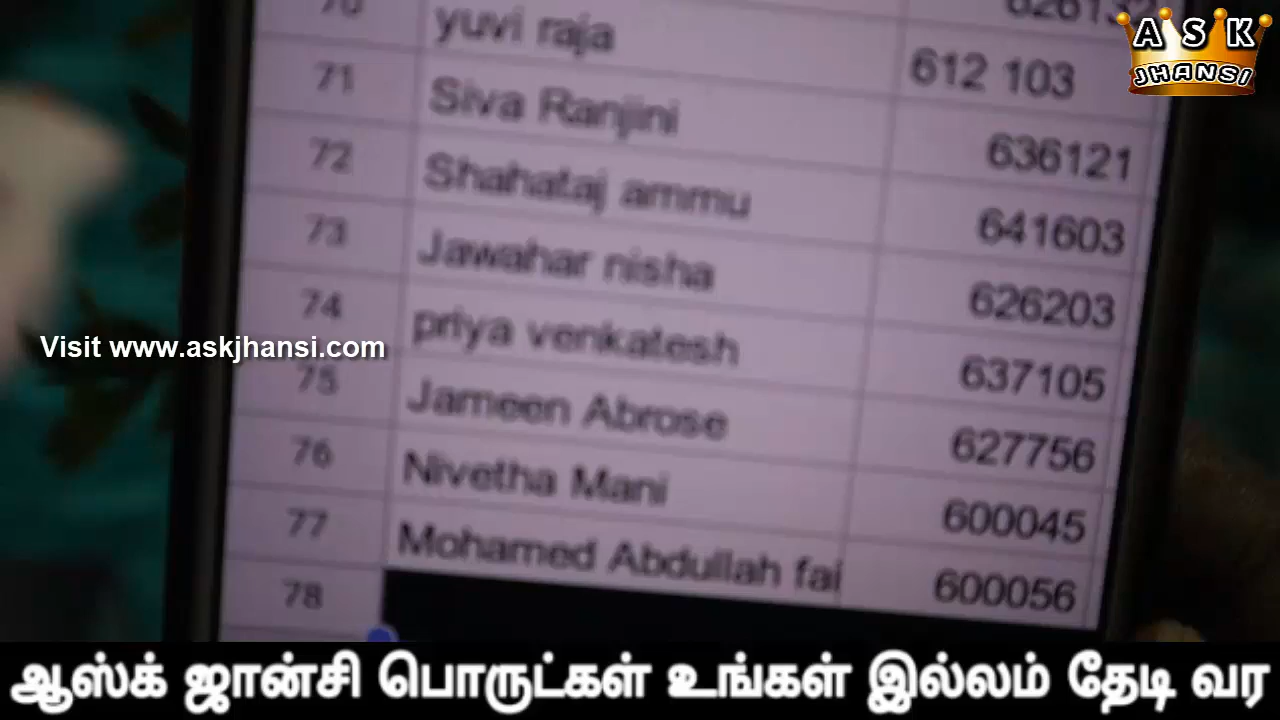 A S K
JHANSI
70 yuvi raja 612 103
71 Siva Ranjini 636121
72 Shahataj ammu 641603
73 Jawahar nisha 626203
74 priya venkatesh 637105
Visit www.askjhansi.com
75 Jameen Abrose 627756
76 Nivetha Mani 600045
77 Mohamed Abdullah fai 600056
78
ஆஸ்க் ஜான்சி பொருட்கள் உங்கள் இல்லம் தேடி வர